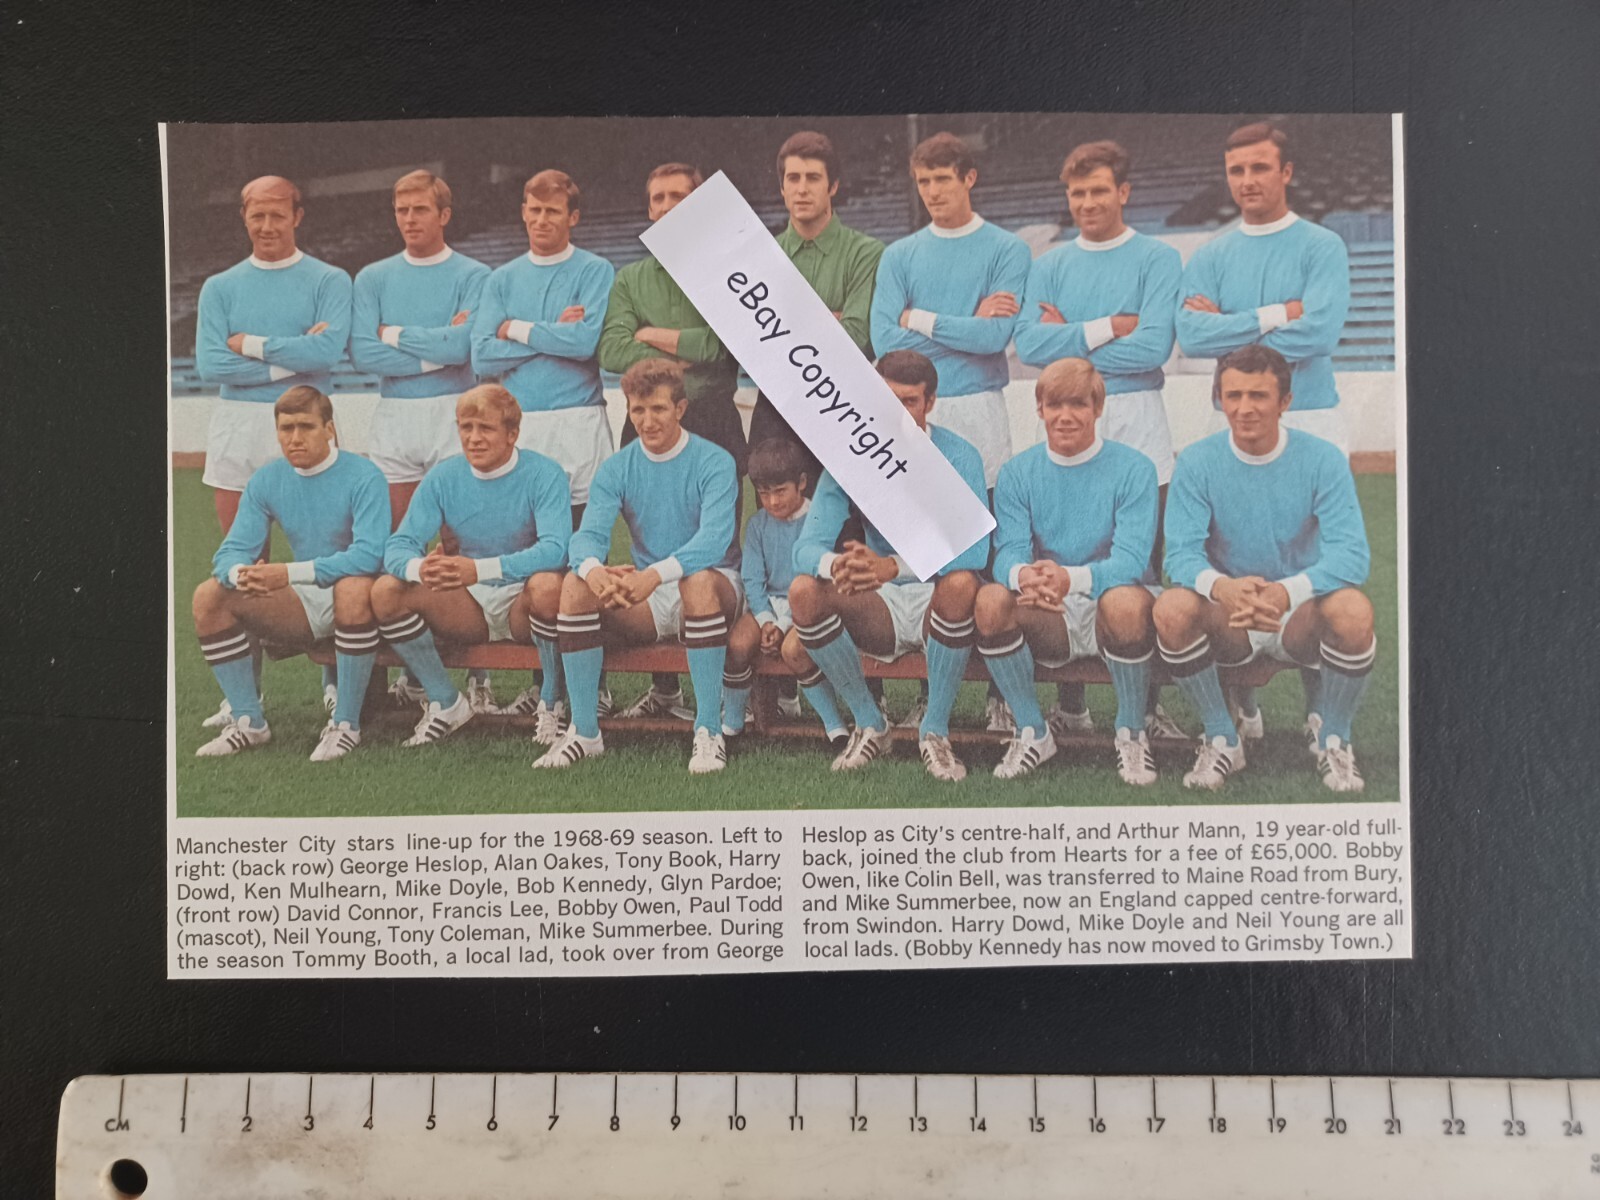 eBay Copyright
Manchester City stars line-up for the 1968-69 season. Left to
right: (back row) George Heslop, Alan Oakes, Tony Book, Harry
Dowd, Ken Mulhearn, Mike Doyle, Bob Kennedy, Glyn Pardoe;
(front row) David Connor, Francis Lee, Bobby Owen, Paul Todd
(mascot), Neil Young, Tony Coleman, Mike Summerbee. During
the season Tommy Booth, a local lad, took over from George
Heslop as City's centre-half, and Arthur Mann, 19 year-old full-
back, joined the club from Hearts for a fee of £65,000. Bobby
Owen, like Colin Bell, was transferred to Maine Road from Bury,
and Mike Summerbee, now an England capped centre-forward,
from Swindon. Harry Dowd, Mike Doyle and Neil Young are all
local lads. (Bobby Kennedy has now moved to Grimsby Town.)
CM 1 2 3 4 5 6 7 8 9 10 11 12 13 14 15 16 17 18 19 20 21 22 23 24